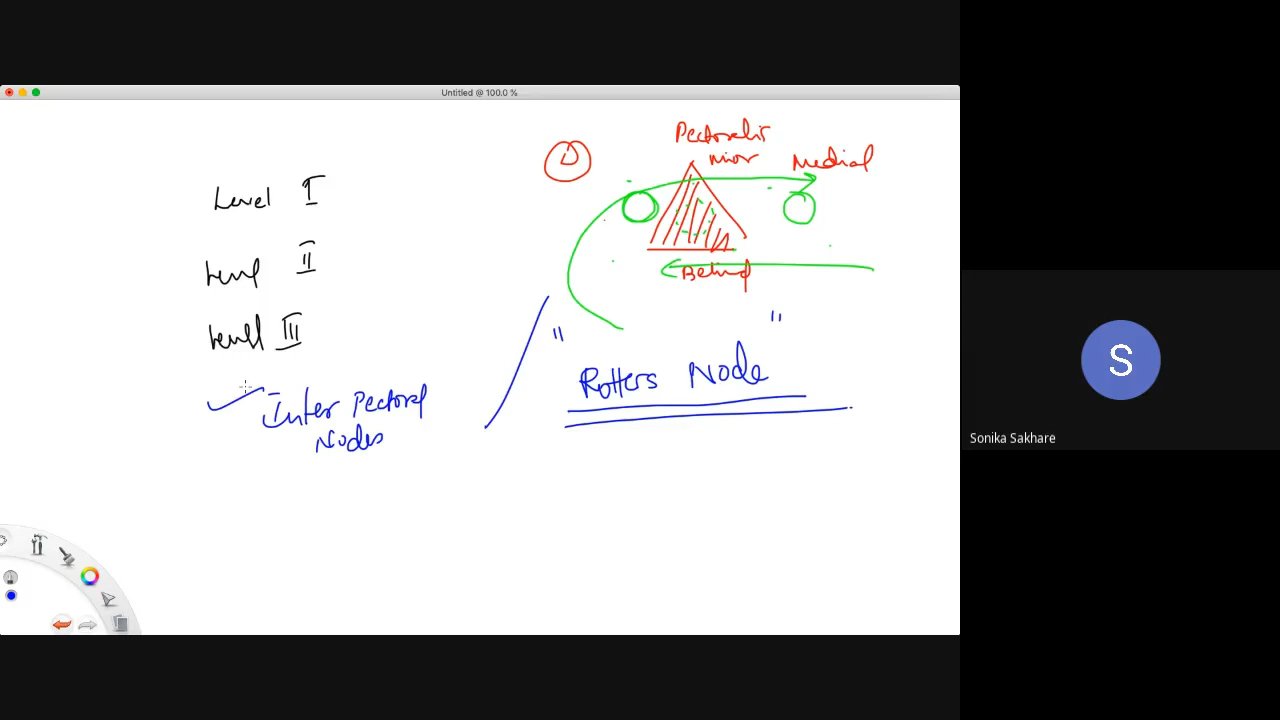 Untitled @ 100.0 %
Level I
Level II
Level III
Inter Pectoral
Nodes
D
Pectoralis
minor
Medial
Behind
" "
Rotters Node
S
Sonika Sakhare